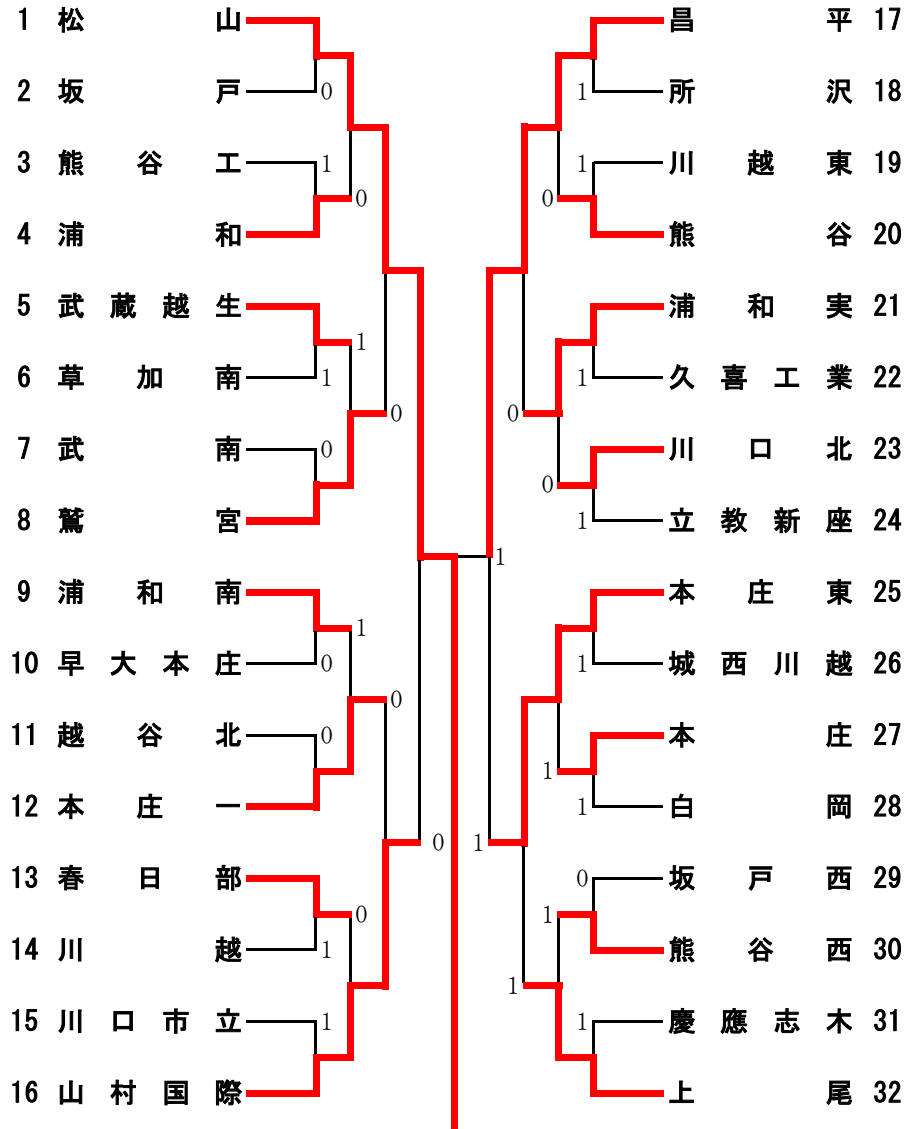 1 松山
2 坂戸
0
3 熊谷工
1
0
4 浦和
5 武蔵越生
1
6 草加南
1
7 武南
0
0
8 鷲宮
9 浦和南
1
10 早大本庄
0
0
11 越谷北
0
12 本庄一
0
13 春日部
0
14 川越
1
15 川口市立
1
16 山村国際
昌平 17
1
所沢 18
1
川越東 19
0
熊谷 20
浦和実 21
1
久喜工業 22
0
川口北 23
0
1
立教新座 24
1
本庄東 25
1
城西川越 26
本庄 27
1
1
白岡 28
1
0
坂戸西 29
1
熊谷西 30
1
1
慶應志木 31
上尾 32